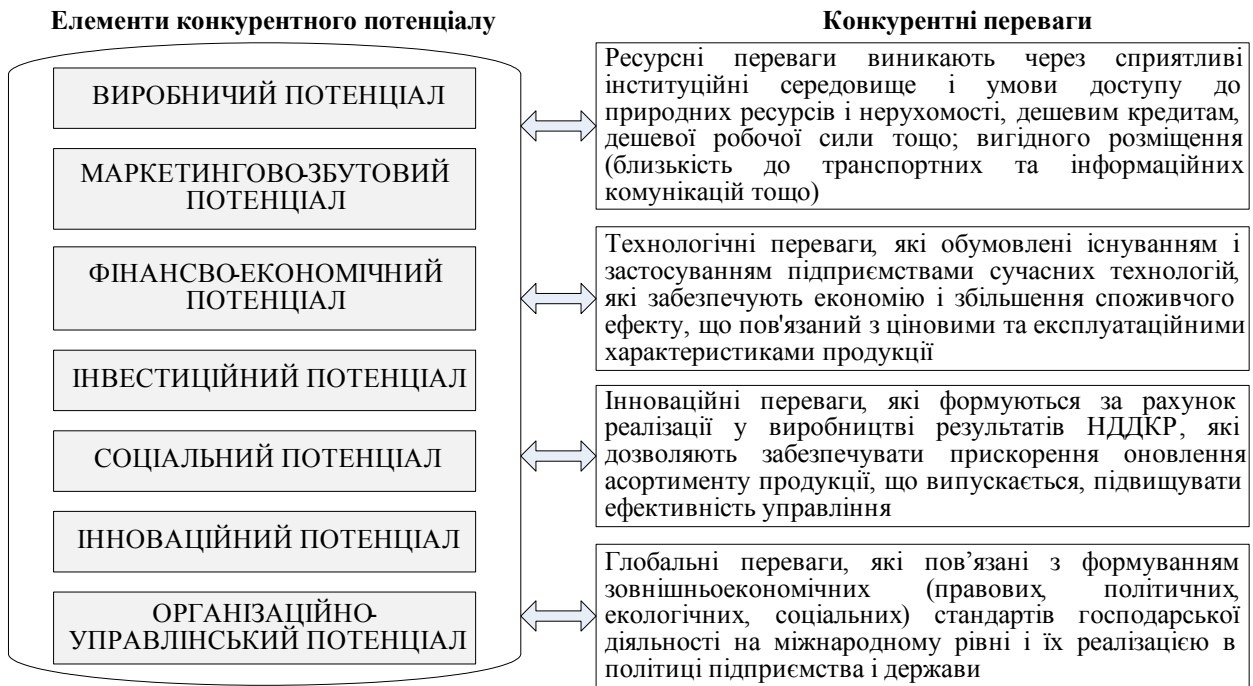 Елементи конкурентного потенціалу
ВИРОБНИЧИЙ ПОТЕНЦІАЛ
МАРКЕТИНГОВО-ЗБУТОВИЙ
ПОТЕНЦІАЛ
ФІНАНСВО-ЕКОНОМІЧНИЙ
ПОТЕНЦІАЛ
ІНВЕСТИЦІЙНИЙ ПОТЕНЦІАЛ
СОЦІАЛЬНИЙ ПОТЕНЦІАЛ
ІННОВАЦІЙНИЙ ПОТЕНЦІАЛ
ОРГАНІЗАЦІЙНО-
УПРАВЛІНСЬКИЙ ПОТЕНЦІАЛ
Конкурентні переваги
Ресурсні переваги виникають через сприятливі
інституційні середовище і умови доступу до
природних ресурсів і нерухомості, дешевим кредитам,
дешевої робочої сили тощо; вигідного розміщення
(близькість до транспортних та інформаційних
комунікацій тощо)
Технологічні переваги, які обумовлені існуванням і
застосуванням підприємствами сучасних технологій,
які забезпечують економію і збільшення споживчого
ефекту, що пов'язаний з ціновими та експлуатаційними
характеристиками продукції
Інноваційні переваги, які формуються за рахунок
реалізації у виробництві результатів НДДКР, які
дозволяють забезпечувати прискорення оновлення
асортименту продукції, що випускається, підвищувати
ефективність управління
Глобальні переваги, які пов’язані з формуванням
зовнішньоекономічних (правових, політичних,
екологічних, соціальних) стандартів господарської
діяльності на міжнародному рівні і їх реалізацією в
політиці підприємства і держави